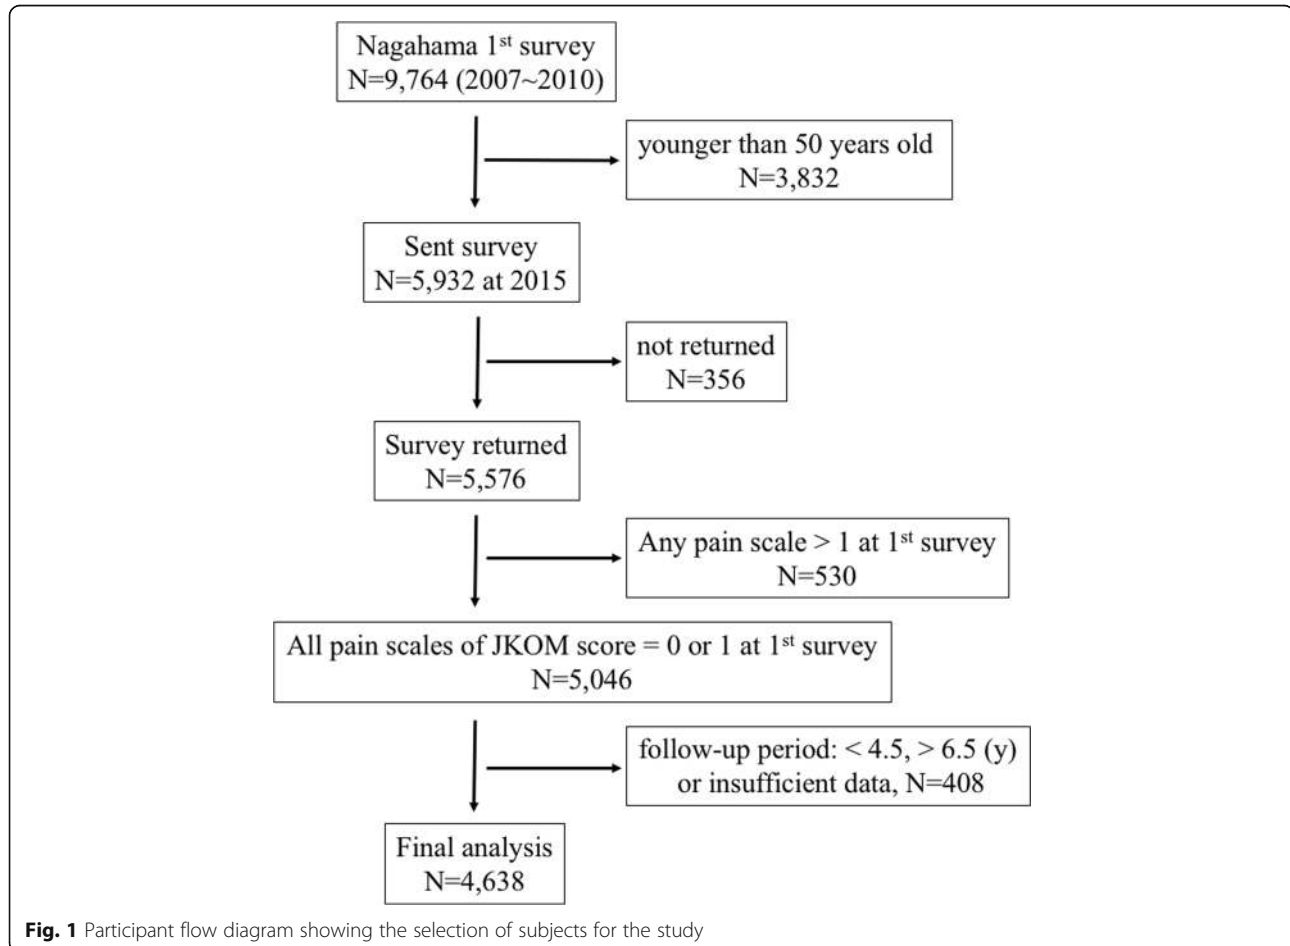 Nagahama 1st survey
N=9,764 (2007~2010)
younger than 50 years old
N=3,832
Sent survey
N=5,932 at 2015
not returned
N=356
Survey returned
N=5,576
Any pain scale > 1 at 1st survey
N=530
All pain scales of JKOM score = 0 or 1 at 1st survey
N=5,046
follow-up period: < 4.5, > 6.5 (y)
or insufficient data, N=408
Final analysis
N=4,638
Fig. 1 Participant flow diagram showing the selection of subjects for the study